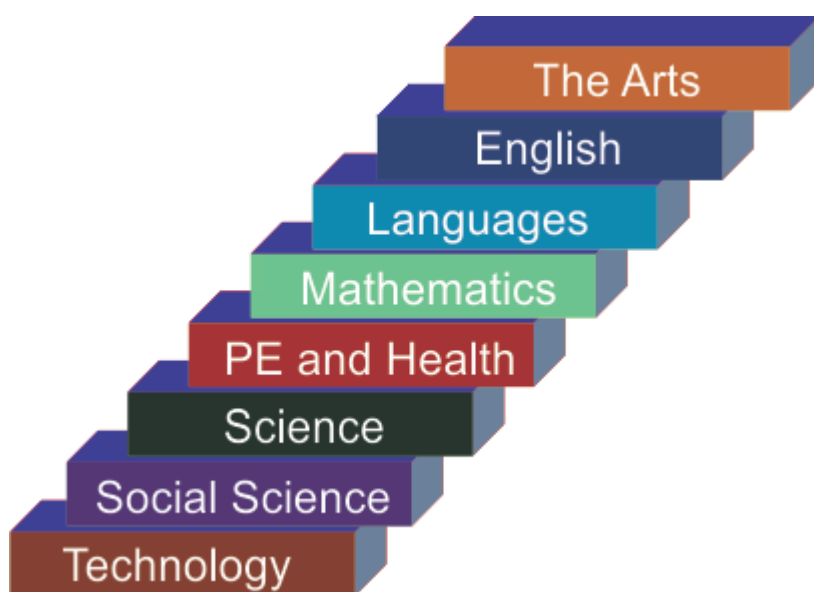 The Arts
English
Languages
Mathematics
PE and Health
Science
Social Science
Technology